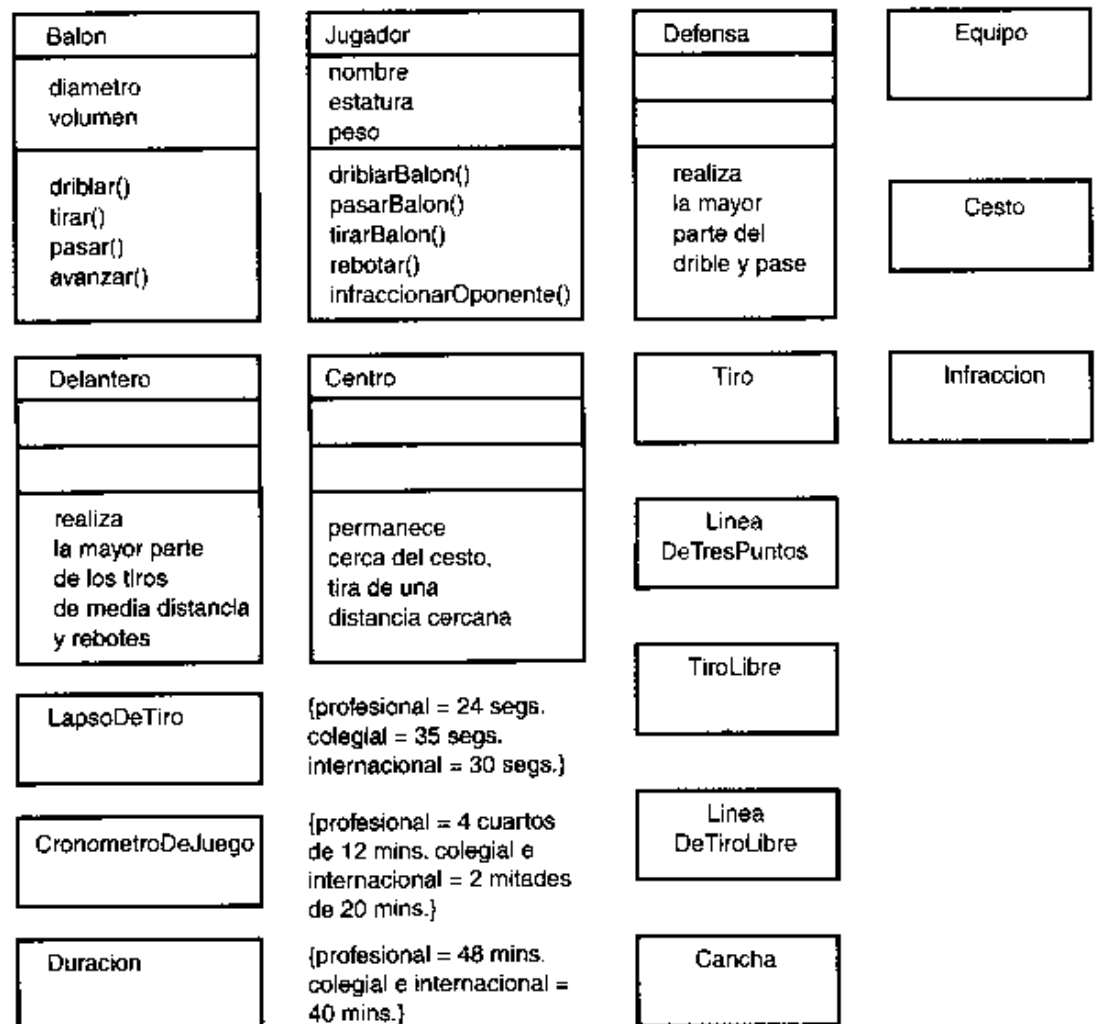 Balon
diametro
volumen
driblar()
tirar()
pasar()
avanzar()
Jugador
nombre
estatura
peso
driblarBalon()
pasarBalon()
tirarBalon()
rebotar()
infraccionarOponente()
Defensa
realiza
la mayor
parte del
drible y pase
Equipo
Cesto
Delantero
realiza
la mayor parte
de los tiros
de media distancia
y rebotes
Centro
permanece
cerca del cesto,
tira de una
distancia cercana
Tiro
Infraccion
Linea
DeTresPuntos
TiroLibre
LapsoDeTiro
{profesional = 24 segs.
colegial = 35 segs.
internacional = 30 segs.}
CronometroDeJuego
{profesional = 4 cuartos
de 12 mins. colegial e
internacional = 2 mitades
de 20 mins.}
Linea
DeTiroLibre
Duracion
{profesional = 48 mins.
colegial e internacional =
40 mins.}
Cancha